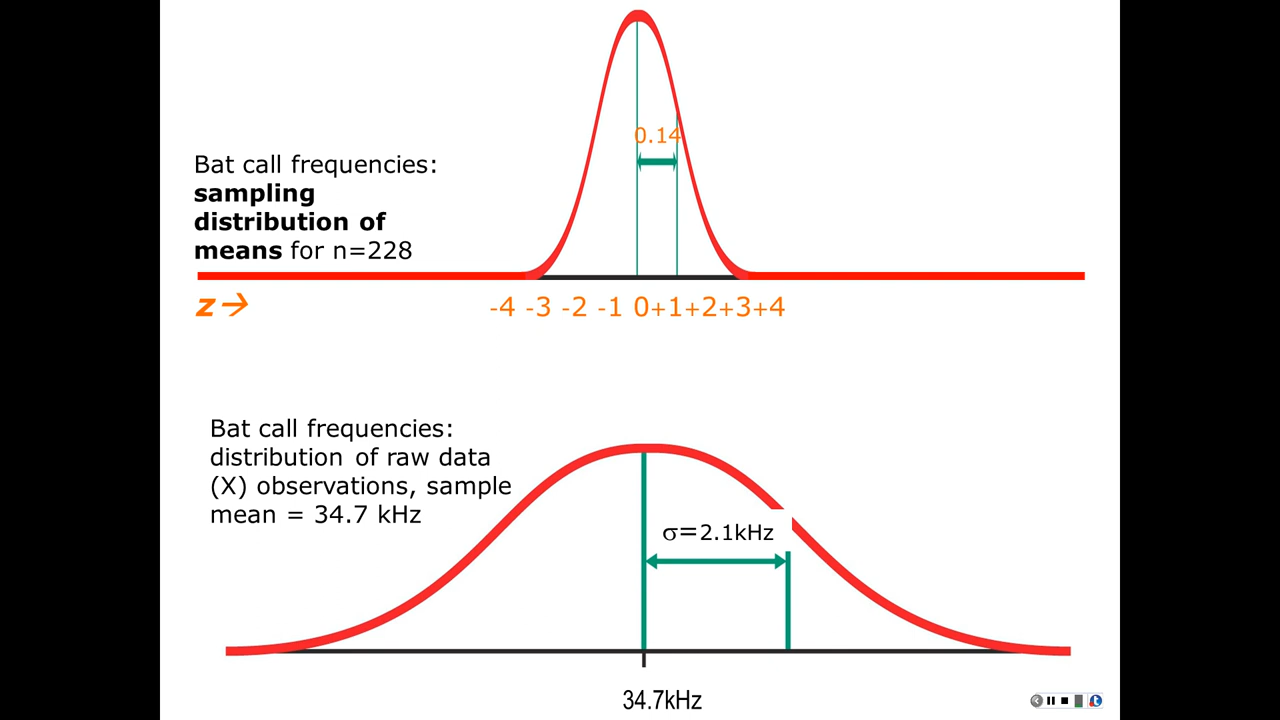 0.14
Bat call frequencies:
sampling
distribution of
means for n=228
z→
-4 -3 -2 -1 0+1+2+3+4
Bat call frequencies:
distribution of raw data
(X) observations, sample
mean = 34.7 kHz
σ=2.1kHz
34.7kHz